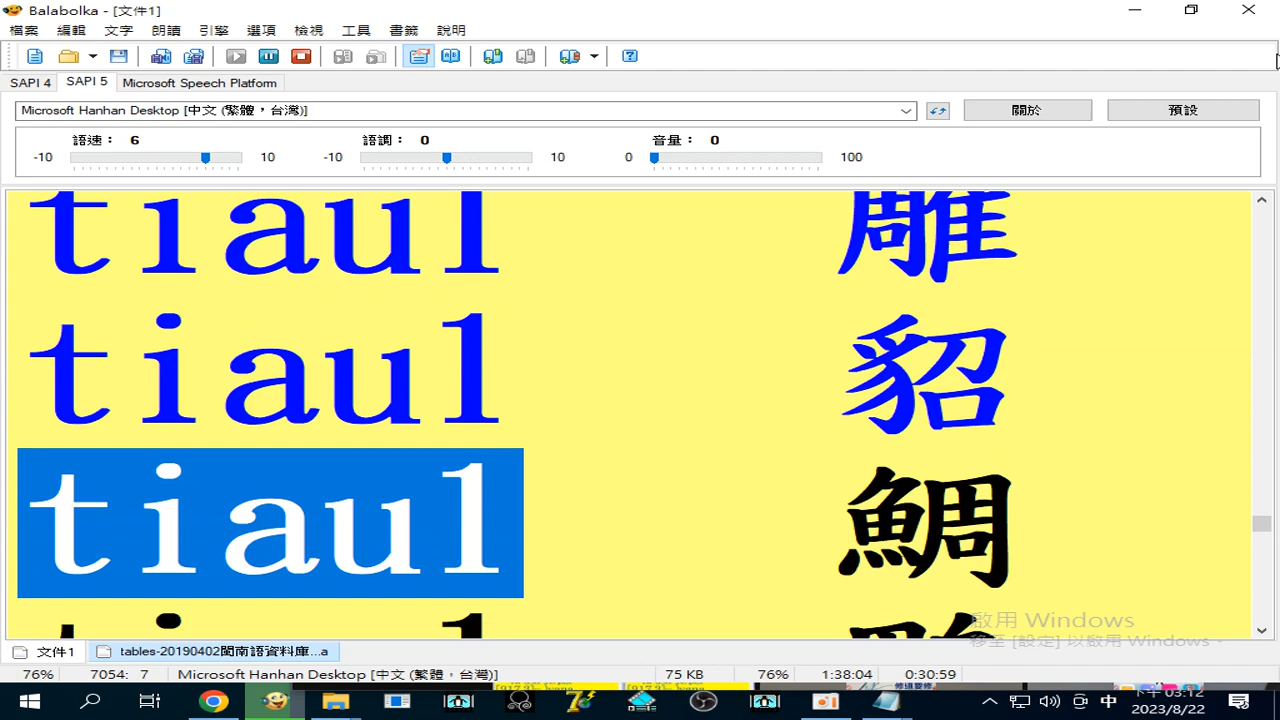 Balabolka - [文件1]
檔案 編輯 文字 朗讀 引擎 選項 檢視 工具 書籤 說明
SAPI 4 SAPI 5 Microsoft Speech Platform
Microsoft Hanhan Desktop [中文 (繁體，台灣)] 關於 預設
語速： 6 語調： 0 音量： 0
-10 10 -10 10 0 100
tiaul 雕
tiaul 貂
tiaul 鯛
啟用 Windows
移至 [設定] 以啟用 Windows。
文件1 tables-20190402閩南語資料庫...a
76% 7054: 7 Microsoft Hanhan Desktop [中文 (繁體，台灣)] 75 KB 76% 1:38:04 0:30:59
中 03:12
2023/8/22